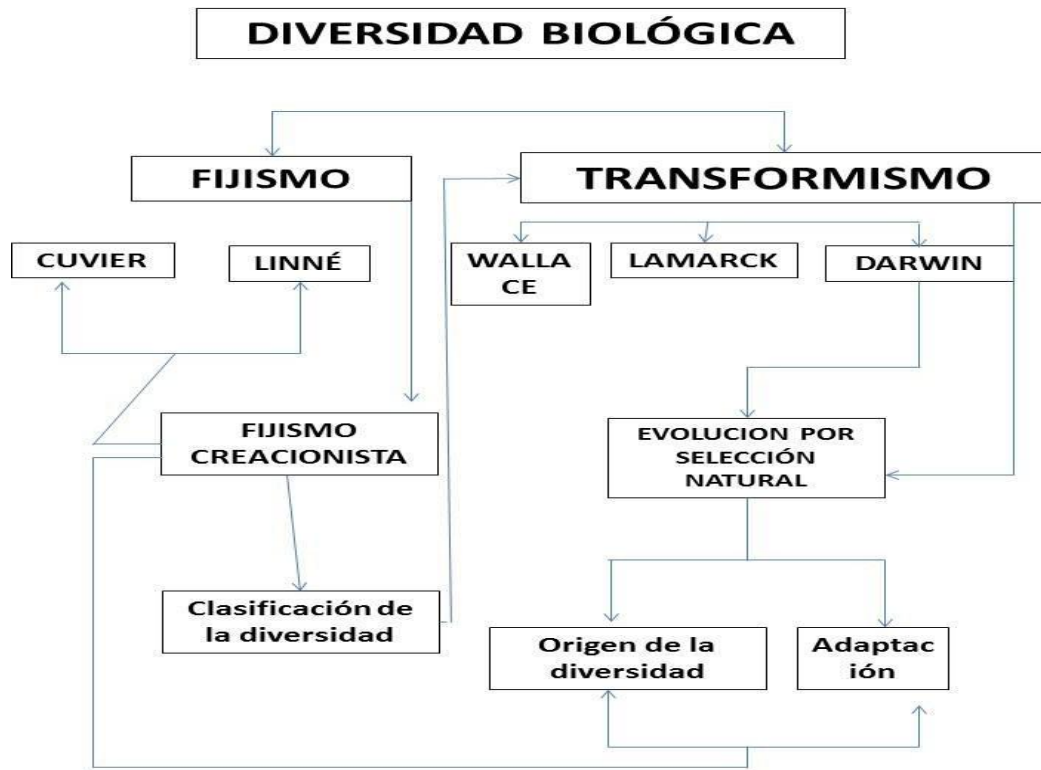 DIVERSIDAD BIOLÓGICA
FIJISMO
TRANSFORMISMO
CUVIER
LINNÉ
WALLA
CE
LAMARCK
DARWIN
FIJISMO
CREACIONISTA
EVOLUCION POR
SELECCIÓN
NATURAL
Clasificación de
la diversidad
Origen de la
diversidad
Adaptac
ión